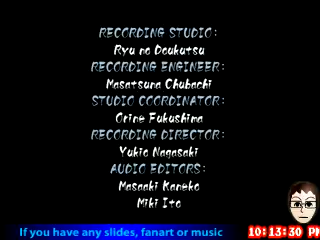 RECORDING STUDIO:
Ryu no Doukutsu
RECORDING ENGINEER:
Masatsuna Chubachi
STUDIO COORDINATOR:
Orine Fukushima
RECORDING DIRECTOR:
Yukio Nagasaki
AUDIO EDITORS:
Masaaki Kaneko
Miki Ito
If you have any slides, fanart or music
10:13:30 PM